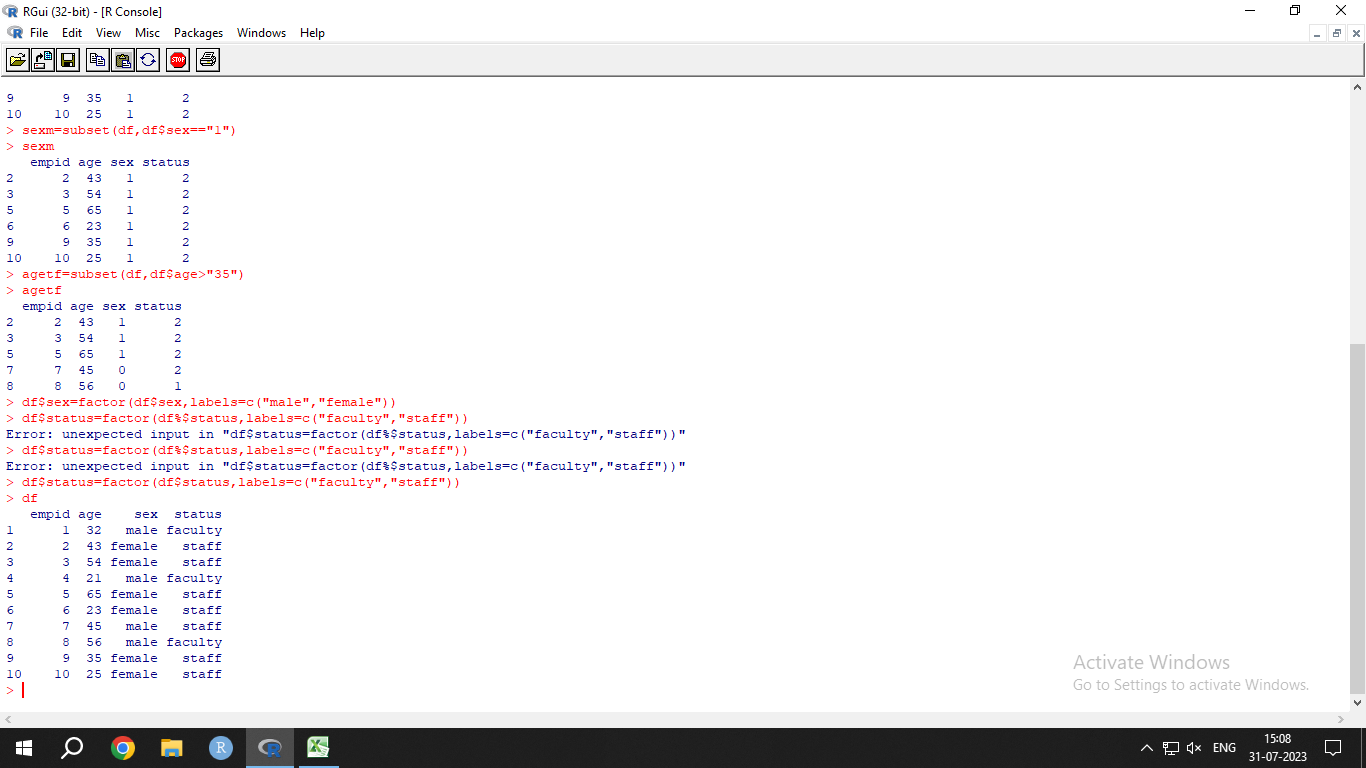 RGui (32-bit) - [R Console]
File Edit View Misc Packages Windows Help
STOP
9 9 35 1 2
10 10 25 1 2
> sexm=subset(df,df$sex=="1")
> sexm
empid age sex status
2 2 43 1 2
3 3 54 1 2
5 5 65 1 2
6 6 23 1 2
9 9 35 1 2
10 10 25 1 2
> agetf=subset(df,df$age>"35")
> agetf
empid age sex status
2 2 43 1 2
3 3 54 1 2
5 5 65 1 2
7 7 45 0 2
8 8 56 0 1
> df$sex=factor(df$sex,labels=c("male","female"))
> df$status=factor(df%$status,labels=c("faculty","staff"))
Error: unexpected input in "df$status=factor(df%$status,labels=c("faculty","staff"))"
> df$status=factor(df%$status,labels=c("faculty","staff"))
Error: unexpected input in "df$status=factor(df%$status,labels=c("faculty","staff"))"
> df$status=factor(df$status,labels=c("faculty","staff"))
> df
empid age sex status
1 1 32 male faculty
2 2 43 female staff
3 3 54 female staff
4 4 21 male faculty
5 5 65 female staff
6 6 23 female staff
7 7 45 male staff
8 8 56 male faculty
9 9 35 female staff
10 10 25 female staff
>
Activate Windows
Go to Settings to activate Windows.
ENG
15:08
31-07-2023